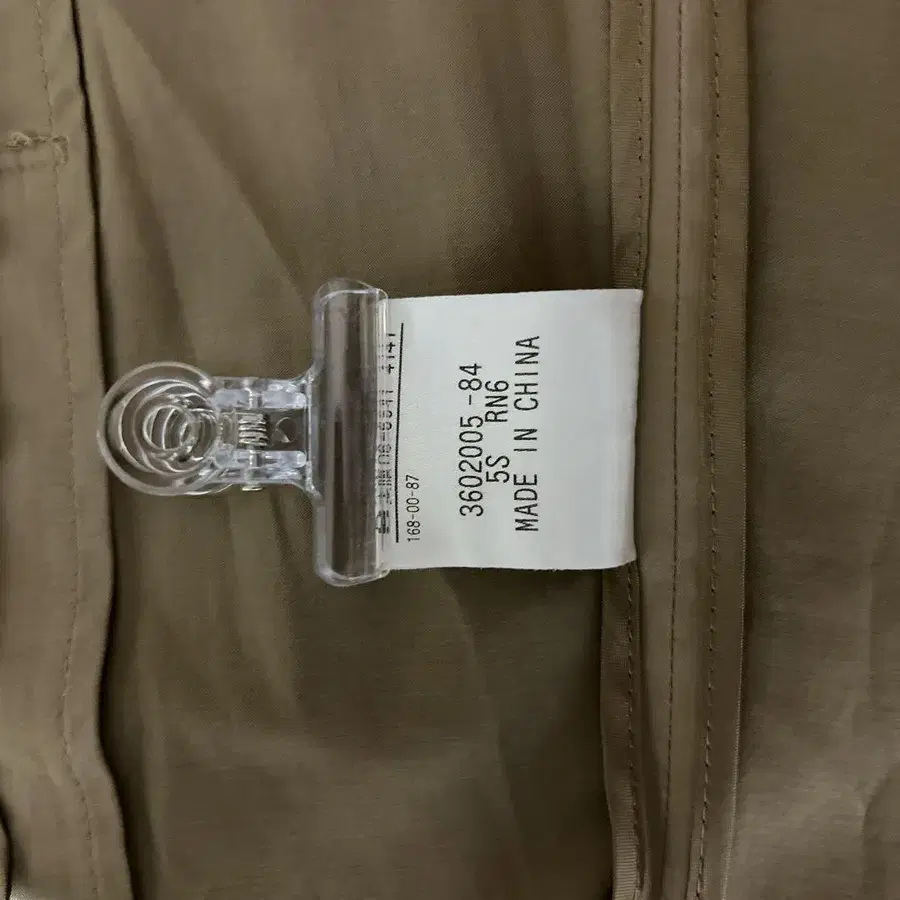 168-00-87
3602005-84
5S RN6
MADE IN CHINA